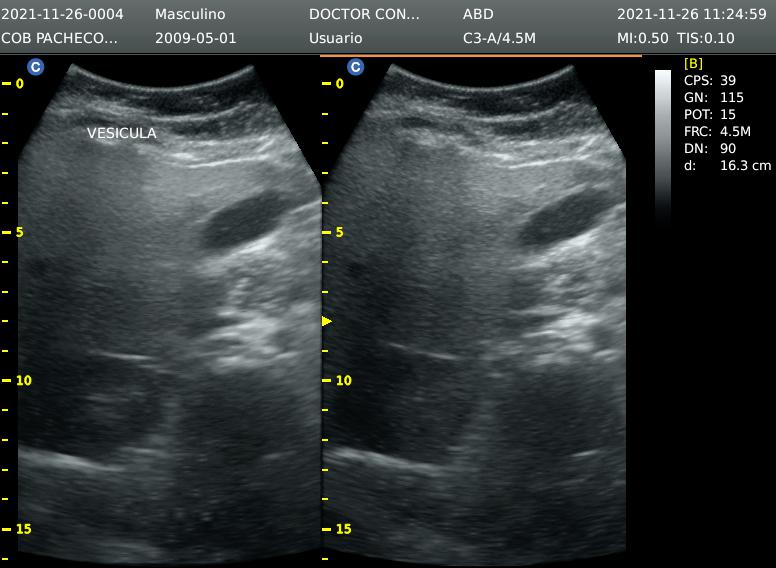 2021-11-26-0004 Masculino DOCTOR CON... ABD 2021-11-26 11:24:59
COB PACHECO... 2009-05-01 Usuario C3-A/4.5M MI:0.50 TIS:0.10
C
C
[B]
CPS: 39
GN: 115
POT: 15
FRC: 4.5M
DN: 90
d: 16.3 cm
VESICULA
0
5
10
15
0
5
10
15